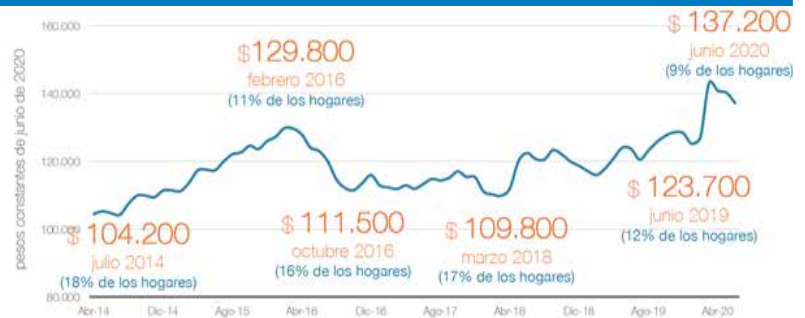 160.000
$ 137.200
junio 2020
(9% de los hogares)
$129.800
febrero 2016
(11% de los hogares)
pesos constantes de junio de 2020
140.000
120.000
$ 123.700
junio 2019
(12% de los hogares)
100.000
$ 104.200
julio 2014
(18% de los hogares)
$ 111.500
octubre 2016
(16% de los hogares)
$ 109.800
marzo 2018
(17% de los hogares)
80.000
Abr-14 Dic-14 Ago-15 Abr-16 Dic-16 Ago-17 Abr-18 Dic-18 Ago-19 Abr-20